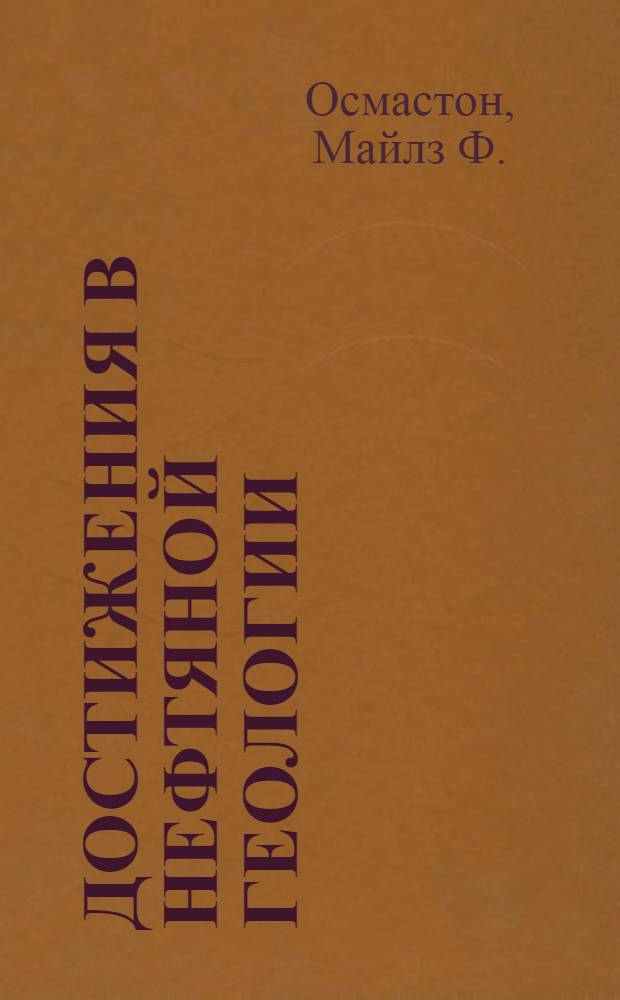 Осмастон,
Майлз Ф.
ДОСТИЖЕНИЯ В
НЕФТЯНОЙ
ГЕОЛОГИИ